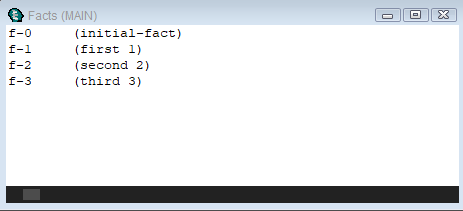 Facts (MAIN)
f-0     (initial-fact)
f-1     (first 1)
f-2     (second 2)
f-3     (third 3)